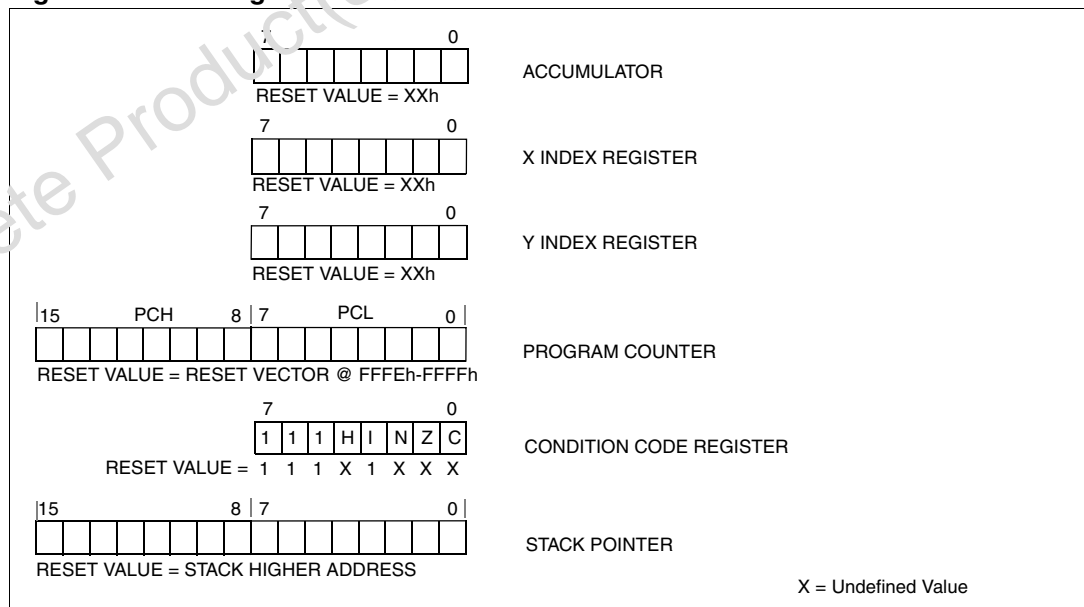 7 0
ACCUMULATOR
RESET VALUE = XXh
7 0
X INDEX REGISTER
RESET VALUE = XXh
7 0
Y INDEX REGISTER
RESET VALUE = XXh
15 PCH 8 7 PCL 0
PROGRAM COUNTER
RESET VALUE = RESET VECTOR @ FFFEh-FFFFh
7 0
1 1 1 H I N Z C
CONDITION CODE REGISTER
RESET VALUE = 1 1 1 X 1 X X X
15 8 7 0
STACK POINTER
RESET VALUE = STACK HIGHER ADDRESS
X = Undefined Value